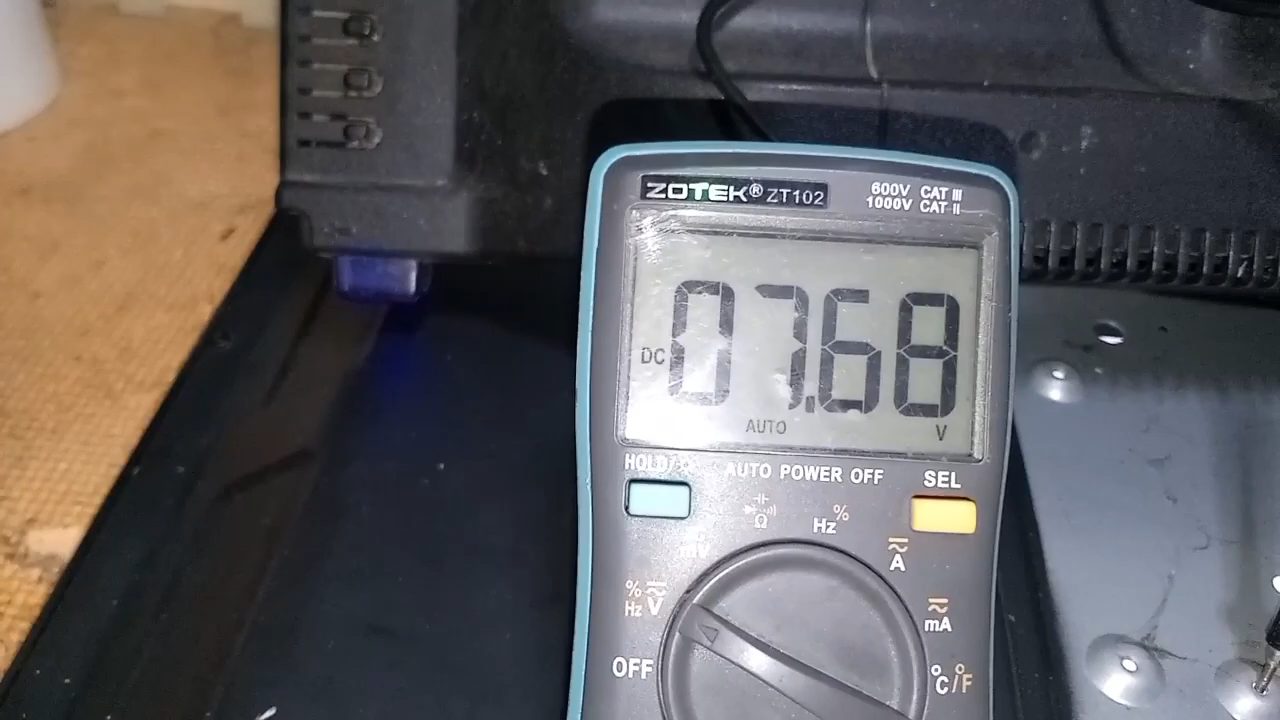 ZOTEK® ZT102
600V CAT III
1000V CAT II
DC 07.68 V
AUTO
HOLD/
AUTO POWER OFF
SEL
Hz %
Ω
mV
A
% Hz V
mA
OFF
°C/°F